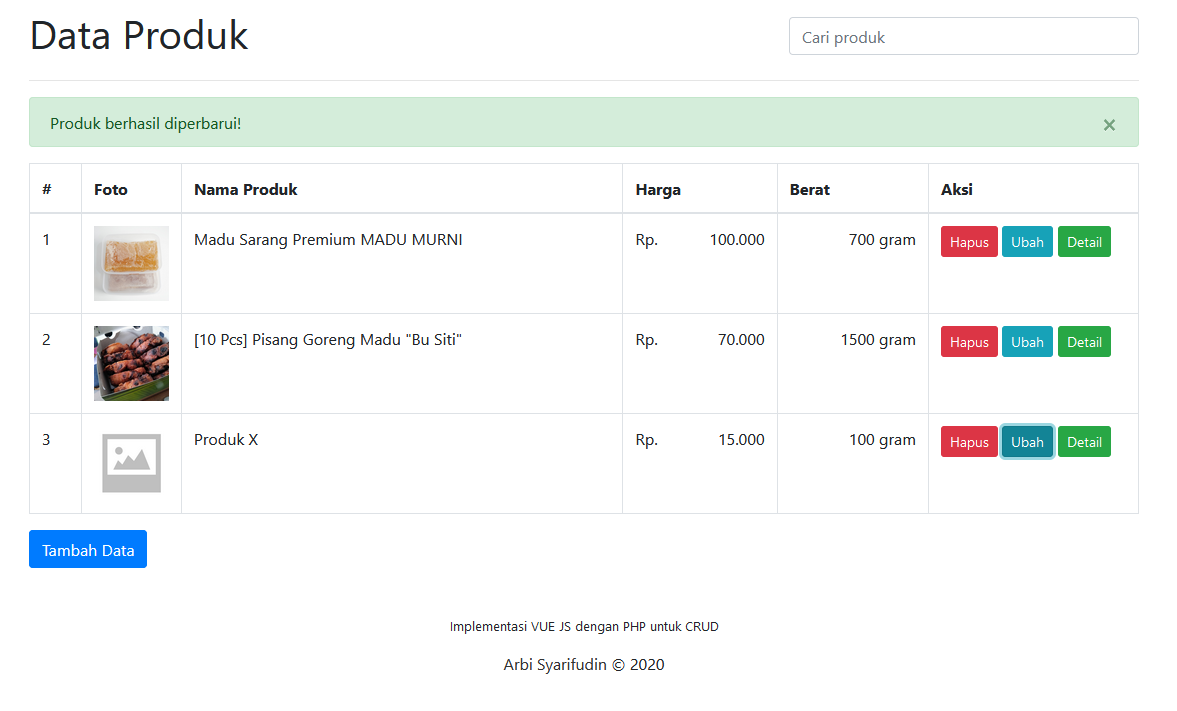 Data Produk
Cari produk
Produk berhasil diperbarui! ×
# Foto Nama Produk Harga Berat Aksi
1 Madu Sarang Premium MADU MURNI Rp. 100.000 700 gram Hapus Ubah Detail
2 [10 Pcs] Pisang Goreng Madu "Bu Siti" Rp. 70.000 1500 gram Hapus Ubah Detail
3 Produk X Rp. 15.000 100 gram Hapus Ubah Detail
Tambah Data
Implementasi VUE JS dengan PHP untuk CRUD
Arbi Syarifudin © 2020